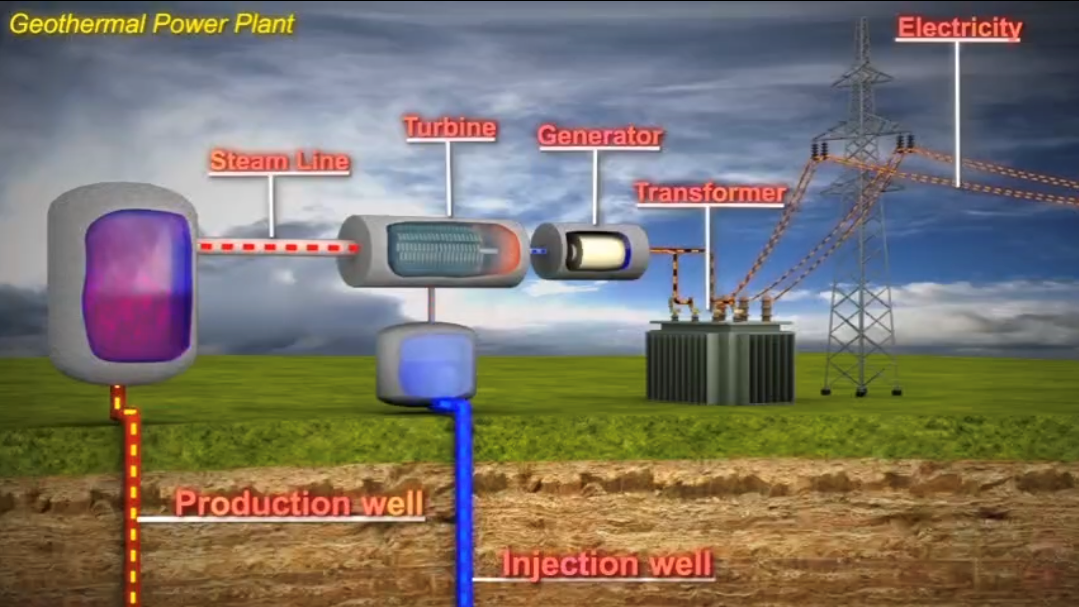 Geothermal Power Plant
Electricity
Turbine
Generator
Steam Line
Transformer
Production well
Injection well